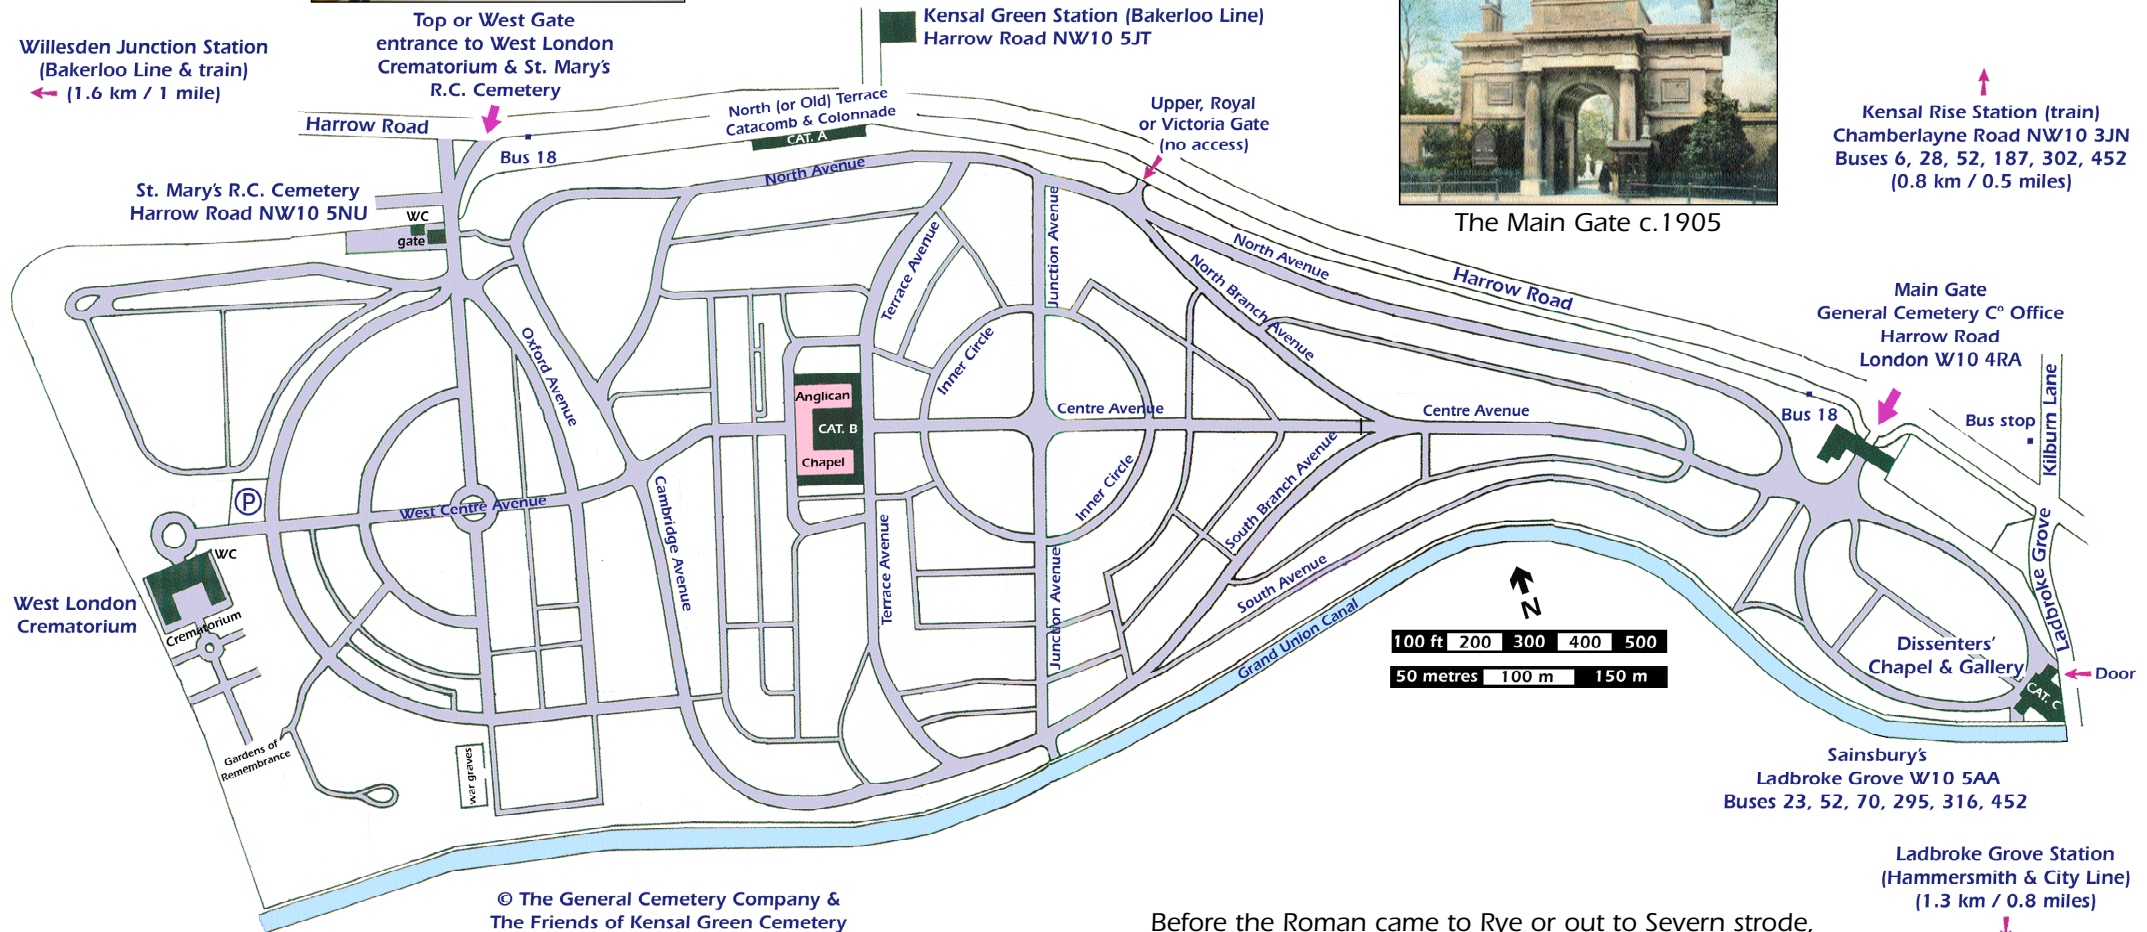 Willesden Junction Station
(Bakerloo Line & train)
(1.6 km / 1 mile)
Top or West Gate
entrance to West London
Crematorium & St. Mary's
R.C. Cemetery
Kensal Green Station (Bakerloo Line)
Harrow Road NW10 5JT
The Main Gate c.1905
Kensal Rise Station (train)
Chamberlayne Road NW10 3JN
Buses 6, 28, 52, 187, 302, 452
(0.8 km / 0.5 miles)
Harrow Road
Bus 18
North (or Old) Terrace
Catacomb & Colonnade
CAT. A
Upper, Royal
or Victoria Gate
(no access)
St. Mary's R.C. Cemetery
Harrow Road NW10 5NU
WC
gate
North Avenue
Terrace Avenue
Junction Avenue
North Avenue
North Branch Avenue
Harrow Road
Main Gate
General Cemetery Cº Office
Harrow Road
London W10 4RA
Oxford Avenue
Inner Circle
Anglican
CAT. B
Chapel
Centre Avenue
Centre Avenue
Bus 18
Bus stop
Kilburn Lane
P
West Centre Avenue
Cambridge Avenue
Terrace Avenue
Inner Circle
Junction Avenue
South Branch Avenue
South Avenue
Grand Union Canal
Ladbroke Grove
WC
West London
Crematorium
Crematorium
N
100 ft 200 300 400 500
50 metres 100 m 150 m
Dissenters'
Chapel & Gallery
CAT. C
Door
Gardens of
Remembrance
war graves
Sainsbury's
Ladbroke Grove W10 5AA
Buses 23, 52, 70, 295, 316, 452
Ladbroke Grove Station
(Hammersmith & City Line)
(1.3 km / 0.8 miles)
© The General Cemetery Company &
The Friends of Kensal Green Cemetery
Before the Roman came to Rye or out to Severn strode,